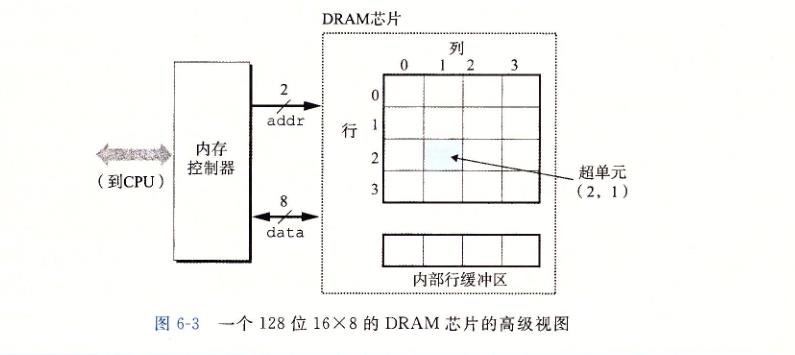 DRAM芯片
列
0 1 2 3
2
addr
内存
控制器
(到CPU)
行
0
1
2
3
超单元
(2, 1)
8
data
内部行缓冲区
图 6-3 一个 128 位 16×8 的 DRAM 芯片的高级视图